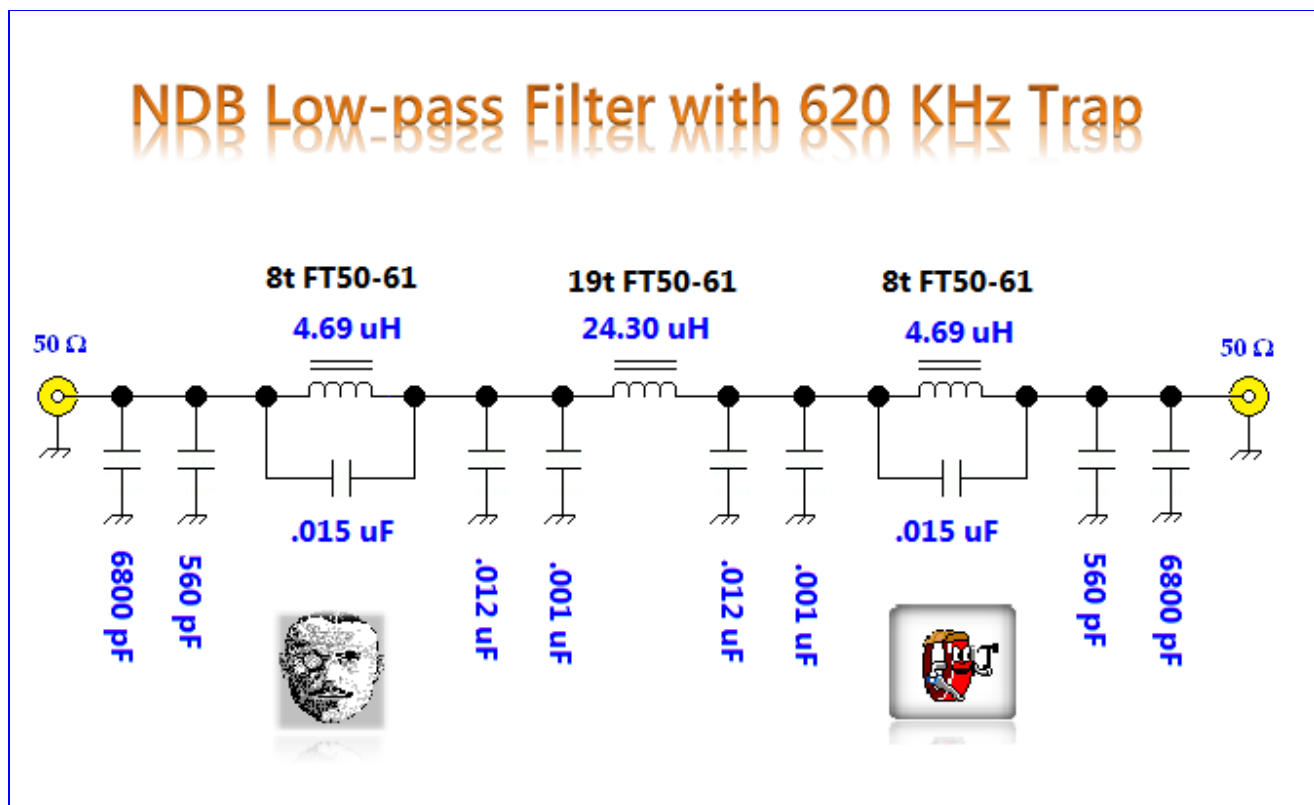 NDB Low-pass Filter with 620 KHz Trap
8t FT50-61
19t FT50-61
8t FT50-61
4.69 uH
24.30 uH
4.69 uH
50 Ω
50 Ω
.015 uF
.015 uF
6800 pF
560 pF
.012 uF
.001 uF
.012 uF
.001 uF
560 pF
6800 pF